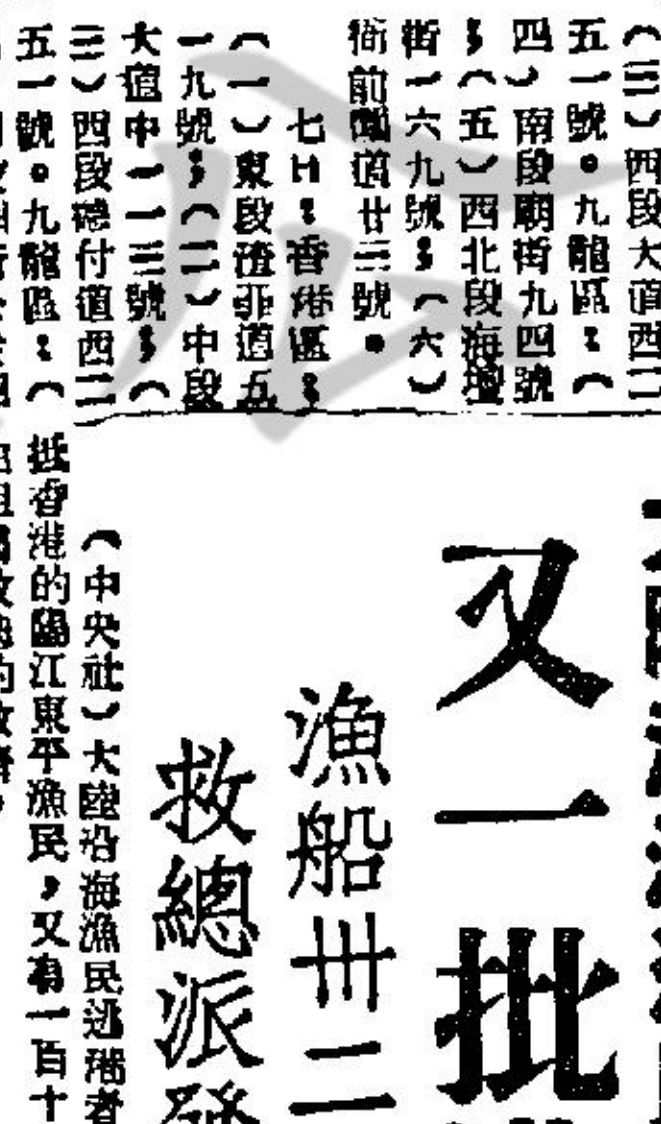 （三）西段大道西二
五一號。九龍區：（
四）南段廟街九四號
；（五）西北段海壇
街一六九號；（六）
衙前圍道廿三號。
七日：香港區：
（一）東段渣菲道五
一九號；（二）中段
大道中一一三號；（
三）西段德付道西二
五一號。九龍區：（
又一批
漁船卅二
救總派
（中央社）大陸沿海漁民逃港者
抵香港的陽江東平漁民，又有一百十